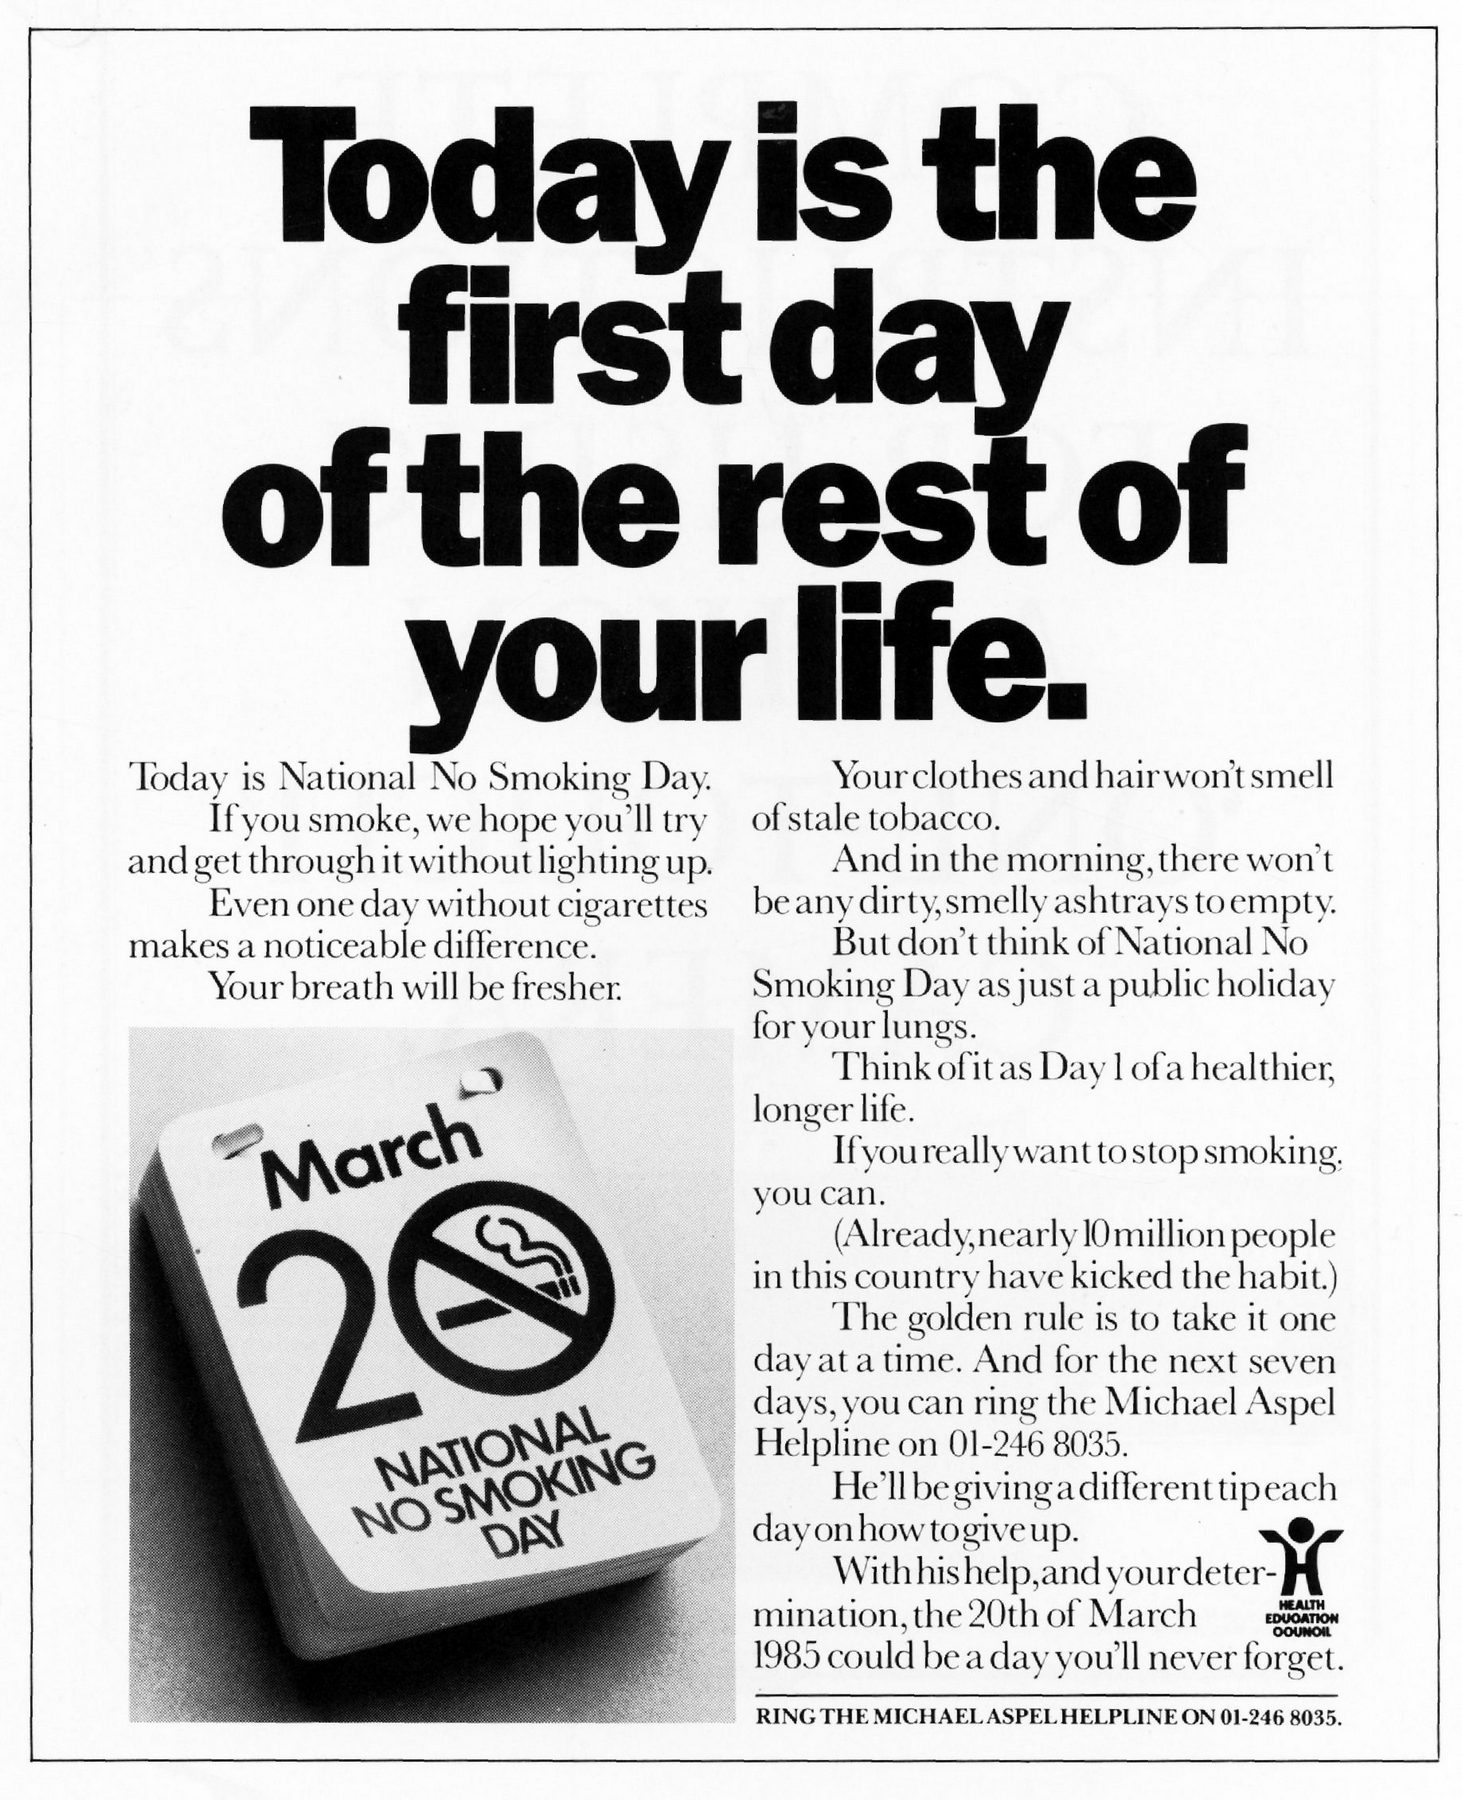 Today is the
first day
of the rest of
your life.
Today is National No Smoking Day.
If you smoke, we hope you'll try
and get through it without lighting up.
Even one day without cigarettes
makes a noticeable difference.
Your breath will be fresher.
March
20
NATIONAL
NO SMOKING
DAY
Your clothes and hair won't smell
of stale tobacco.
And in the morning, there won't
be any dirty, smelly ashtrays to empty.
But don't think of National No
Smoking Day as just a public holiday
for your lungs.
Think of it as Day 1 of a healthier,
longer life.
If you really want to stop smoking,
you can.
(Already, nearly 10 million people
in this country have kicked the habit.)
The golden rule is to take it one
day at a time. And for the next seven
days, you can ring the Michael Aspel
Helpline on 01-246 8035.
He'll be giving a different tip each
day on how to give up.
With his help, and your deter-
mination, the 20th of March
1985 could be a day you'll never forget.
HEALTH
EDUCATION
COUNCIL
RING THE MICHAEL ASPEL HELPLINE ON 01-246 8035.